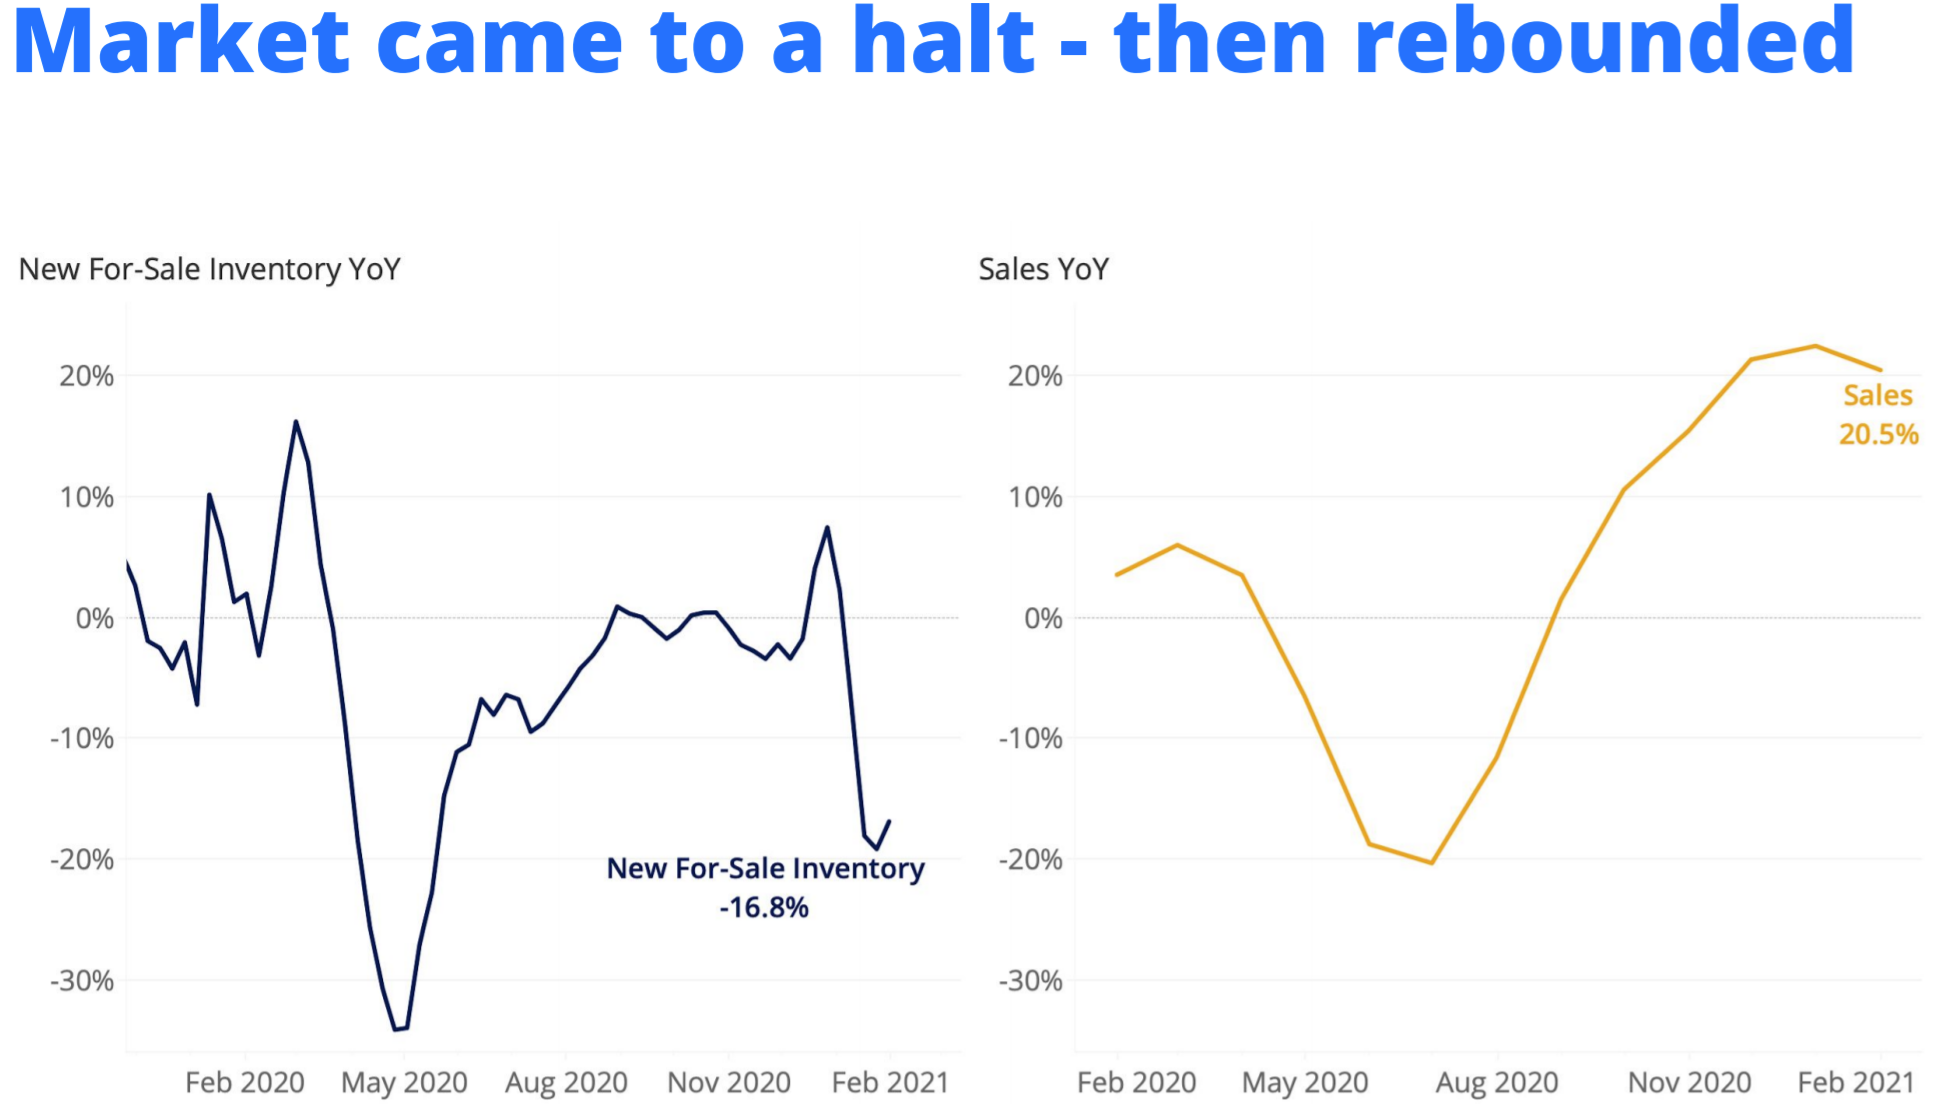 Market came to a halt - then rebounded
New For-Sale Inventory YoY
20%
10%
0%
-10%
-20%
-30%
New For-Sale Inventory
-16.8%
Feb 2020
May 2020
Aug 2020
Nov 2020
Feb 2021
Sales YoY
20%
10%
0%
-10%
-20%
-30%
Sales
20.5%
Feb 2020
May 2020
Aug 2020
Nov 2020
Feb 2021